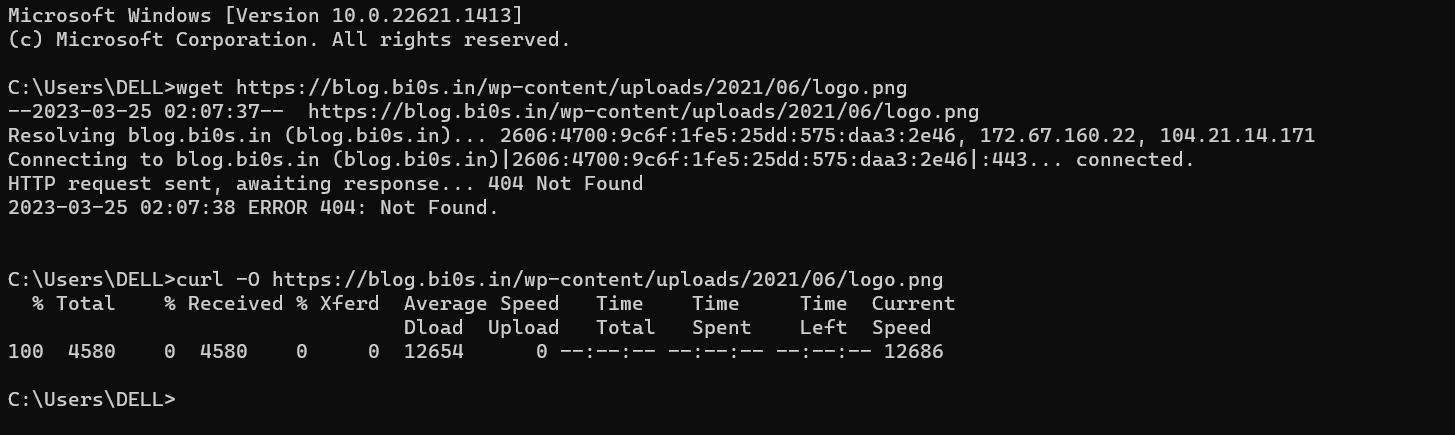 Microsoft Windows [Version 10.0.22621.1413]
(c) Microsoft Corporation. All rights reserved.
C:\Users\DELL>wget https://blog.bi0s.in/wp-content/uploads/2021/06/logo.png
--2023-03-25 02:07:37--  https://blog.bi0s.in/wp-content/uploads/2021/06/logo.png
Resolving blog.bi0s.in (blog.bi0s.in)... 2606:4700:9c6f:1fe5:25dd:575:daa3:2e46, 172.67.160.22, 104.21.14.171
Connecting to blog.bi0s.in (blog.bi0s.in)|2606:4700:9c6f:1fe5:25dd:575:daa3:2e46|:443... connected.
HTTP request sent, awaiting response... 404 Not Found
2023-03-25 02:07:38 ERROR 404: Not Found.
C:\Users\DELL>curl -O https://blog.bi0s.in/wp-content/uploads/2021/06/logo.png
  % Total    % Received % Xferd  Average Speed   Time    Time     Time  Current
                                 Dload  Upload   Total   Spent    Left  Speed
100  4580    0  4580    0     0  12654      0 --:--:-- --:--:-- --:--:-- 12686
C:\Users\DELL>